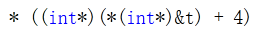 * ((int*)(*(int*)&t) + 4)